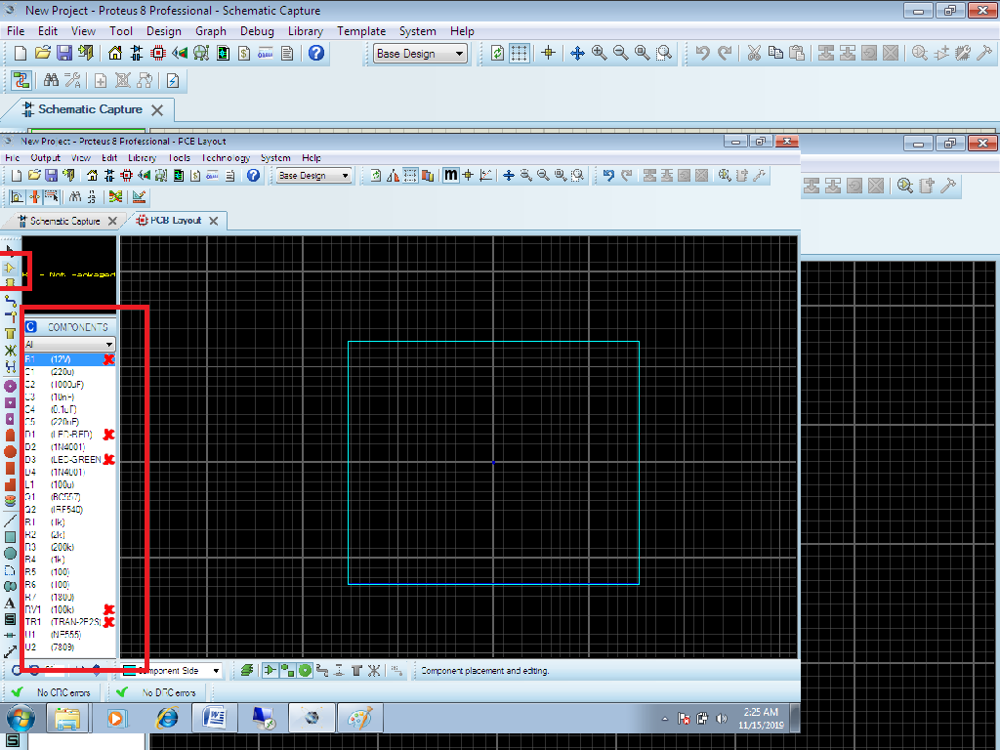 New Project - Proteus 8 Professional - Schematic Capture
File Edit View Tool Design Graph Debug Library Template System Help
Base Design
Schematic Capture
New Project - Proteus 8 Professional - PCB Layout
File Output View Edit Library Tools Technology System Help
Base Design
Schematic Capture PCB Layout
- Not Packaged
COMPONENTS
All
B1 (12V)
C1 (220u)
C2 (1000uF)
C3 (10nF)
C4 (0.1uF)
C5 (220uF)
D1 (LED-RED)
D2 (1N4001)
D3 (LED-GREEN
D4 (1N4001)
L1 (100u)
Q1 (BC557)
Q2 (IRF540)
R1 (1k)
R2 (2k)
R3 (200k)
R4 (1k)
R5 (100)
R6 (100)
R7 (1800)
RV1 (100k)
TR1 (TRAN-2P2S)
U1 (NE555)
U2 (7809)
Component Side
Component placement and editing.
No CRC errors No DRC errors
2:25 AM
11/15/2019